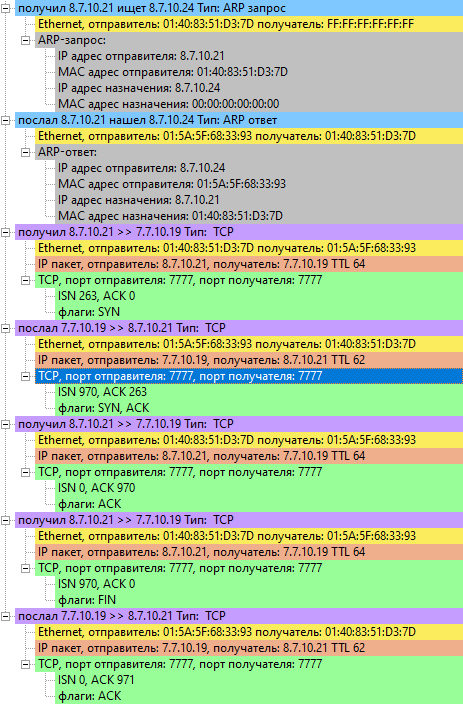 получил 8.7.10.21 ищет 8.7.10.24 Тип: ARP запрос
Ethernet, отправитель: 01:40:83:51:D3:7D получатель: FF:FF:FF:FF:FF:FF
ARP-запрос:
IP адрес отправителя: 8.7.10.21
MAC адрес отправителя: 01:40:83:51:D3:7D
IP адрес назначения: 8.7.10.24
MAC адрес назначения: 00:00:00:00:00:00
послал 8.7.10.21 нашел 8.7.10.24 Тип: ARP ответ
Ethernet, отправитель: 01:5A:5F:68:33:93 получатель: 01:40:83:51:D3:7D
ARP-ответ:
IP адрес отправителя: 8.7.10.24
MAC адрес отправителя: 01:5A:5F:68:33:93
IP адрес назначения: 8.7.10.21
MAC адрес назначения: 01:40:83:51:D3:7D
получил 8.7.10.21 >> 7.7.10.19 Тип: TCP
Ethernet, отправитель: 01:40:83:51:D3:7D получатель: 01:5A:5F:68:33:93
IP пакет, отправитель: 8.7.10.21, получатель: 7.7.10.19 TTL 64
TCP, порт отправителя: 7777, порт получателя: 7777
ISN 263, ACK 0
флаги: SYN
послал 7.7.10.19 >> 8.7.10.21 Тип: TCP
Ethernet, отправитель: 01:5A:5F:68:33:93 получатель: 01:40:83:51:D3:7D
IP пакет, отправитель: 7.7.10.19, получатель: 8.7.10.21 TTL 62
TCP, порт отправителя: 7777, порт получателя: 7777
ISN 970, ACK 263
флаги: SYN, ACK
получил 8.7.10.21 >> 7.7.10.19 Тип: TCP
Ethernet, отправитель: 01:40:83:51:D3:7D получатель: 01:5A:5F:68:33:93
IP пакет, отправитель: 8.7.10.21, получатель: 7.7.10.19 TTL 64
TCP, порт отправителя: 7777, порт получателя: 7777
ISN 0, ACK 970
флаги: ACK
получил 8.7.10.21 >> 7.7.10.19 Тип: TCP
Ethernet, отправитель: 01:40:83:51:D3:7D получатель: 01:5A:5F:68:33:93
IP пакет, отправитель: 8.7.10.21, получатель: 7.7.10.19 TTL 64
TCP, порт отправителя: 7777, порт получателя: 7777
ISN 970, ACK 0
флаги: FIN
послал 7.7.10.19 >> 8.7.10.21 Тип: TCP
Ethernet, отправитель: 01:5A:5F:68:33:93 получатель: 01:40:83:51:D3:7D
IP пакет, отправитель: 7.7.10.19, получатель: 8.7.10.21 TTL 62
TCP, порт отправителя: 7777, порт получателя: 7777
ISN 0, ACK 971
флаги: ACK